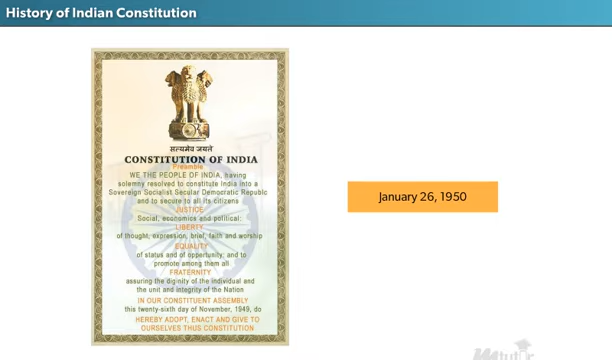 History of Indian Constitution
सत्यमेव जयते
CONSTITUTION OF INDIA
Preamble
WE THE PEOPLE OF INDIA, having
solemny resolved to constitute India into a
Sovereign Socialist Secular Democratic Republic
and to secure to all its citizens
JUSTICE
Social, economics and political;
LIBERTY
of thought, expression, brief, faith and worship
EQUALITY
of status and of opportunity; and to
promote among them all
FRATERNITY
assuring the diginity of the individual and
the unit and integrity of the Nation
IN OUR CONSTITUENT ASSEMBLY
this twenty-sixth day of November, 1949, do
HEREBY ADOPT, ENACT AND GIVE TO
OURSELVES THUS CONSTITUTION
January 26, 1950
mtutor